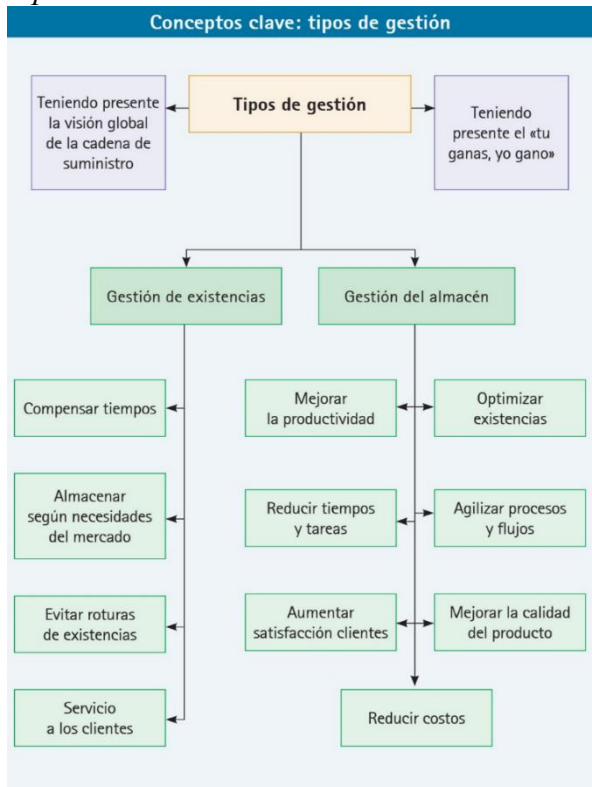 Conceptos clave: tipos de gestión
Teniendo presente
la visión global
de la cadena de
suministro
Tipos de gestión
Teniendo
presente el «tu
ganas, yo gano»
Gestión de existencias
Gestión del almacén
Compensar tiempos
Mejorar
la productividad
Optimizar
existencias
Almacenar
según necesidades
del mercado
Reducir tiempos
y tareas
Agilizar procesos
y flujos
Evitar roturas
de existencias
Aumentar
satisfacción clientes
Mejorar la calidad
del producto
Servicio
a los clientes
Reducir costos